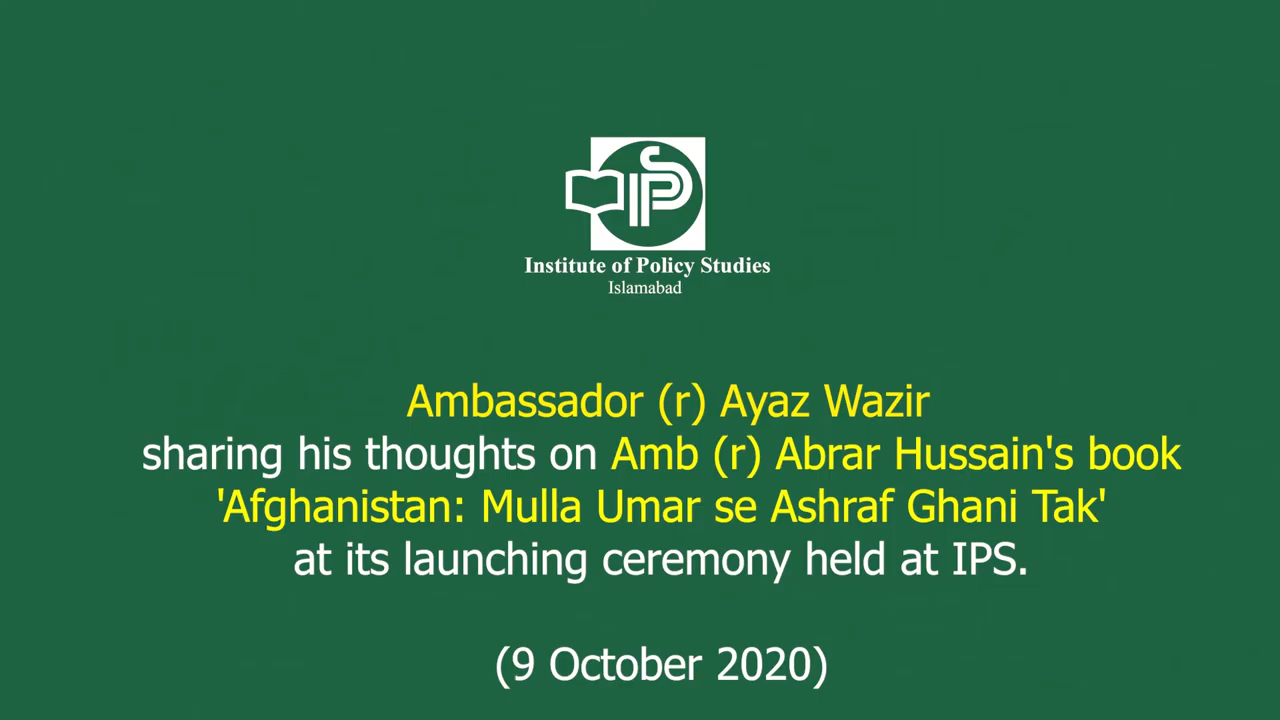 IPS
Institute of Policy Studies
Islamabad
Ambassador (r) Ayaz Wazir
sharing his thoughts on Amb (r) Abrar Hussain's book
'Afghanistan: Mulla Umar se Ashraf Ghani Tak'
at its launching ceremony held at IPS.
(9 October 2020)